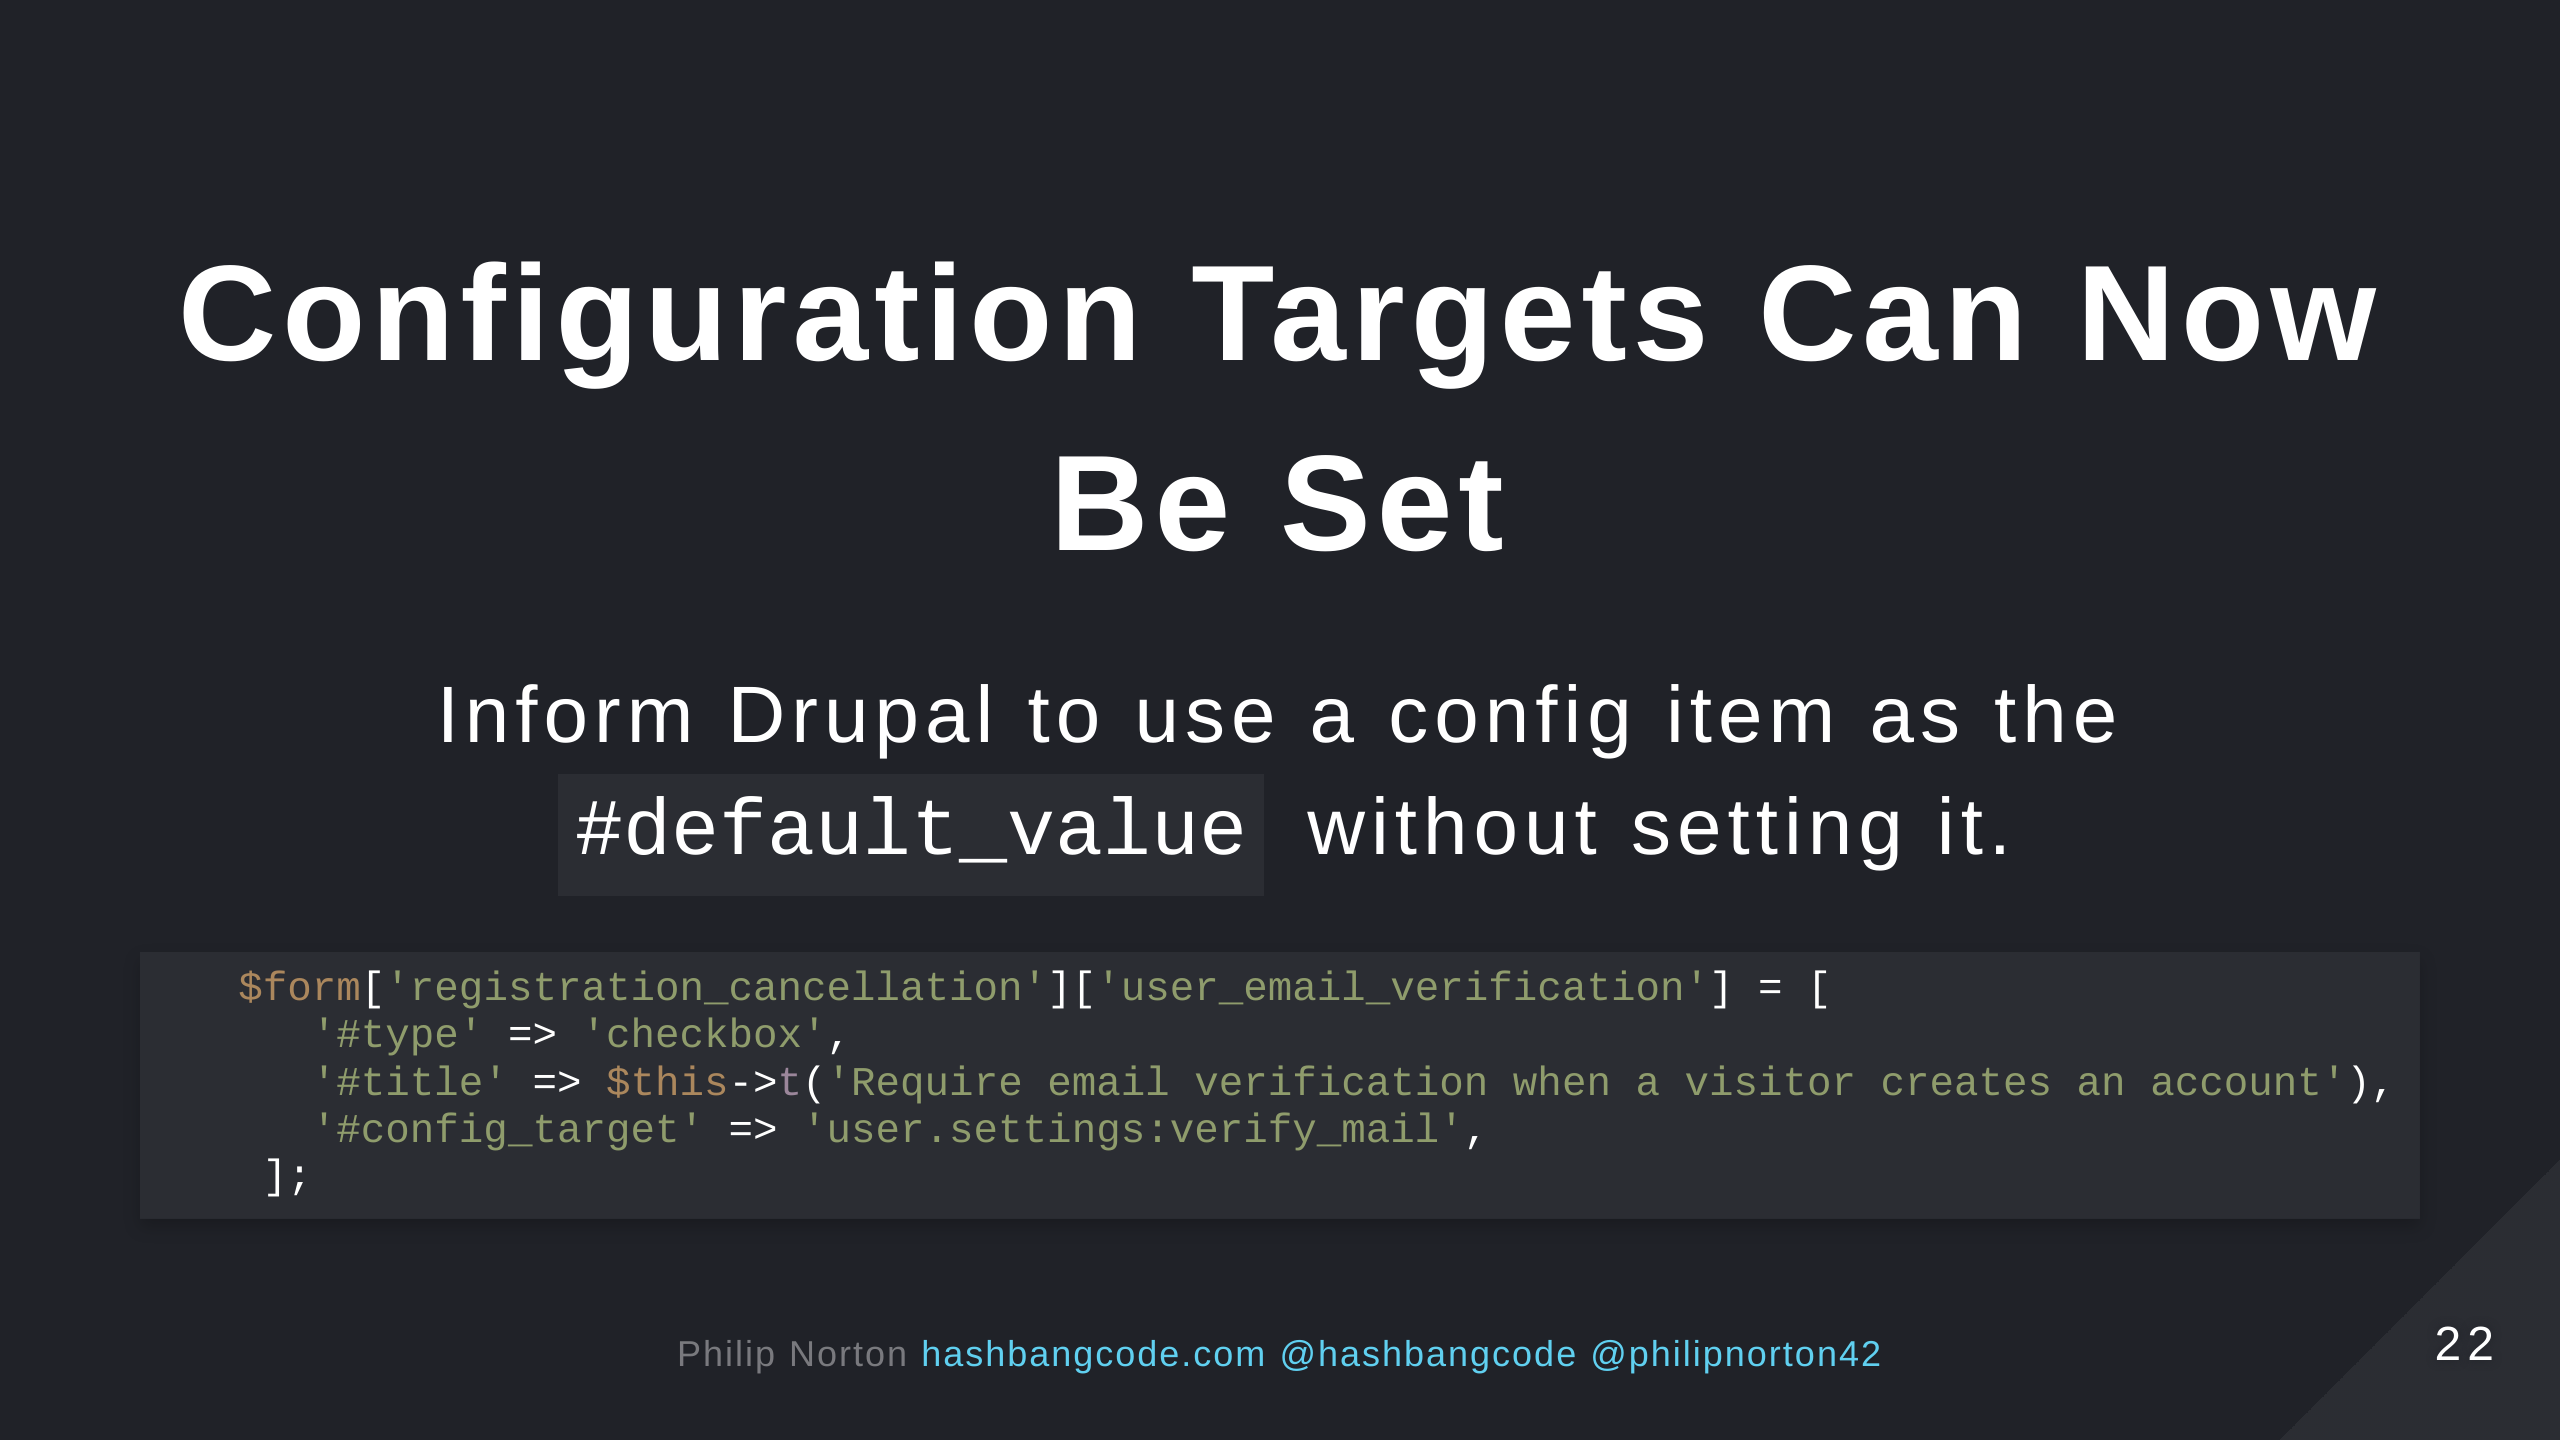 Configuration Targets Can Now
Be Set
Inform Drupal to use a config item as the
#default_value without setting it.
$form['registration_cancellation']['user_email_verification'] = [
'#type' => 'checkbox',
'#title' => $this->t('Require email verification when a visitor creates an account'),
'#config_target' => 'user.settings:verify_mail',
];
Philip Norton hashbangcode.com @hashbangcode @philipnorton42
22